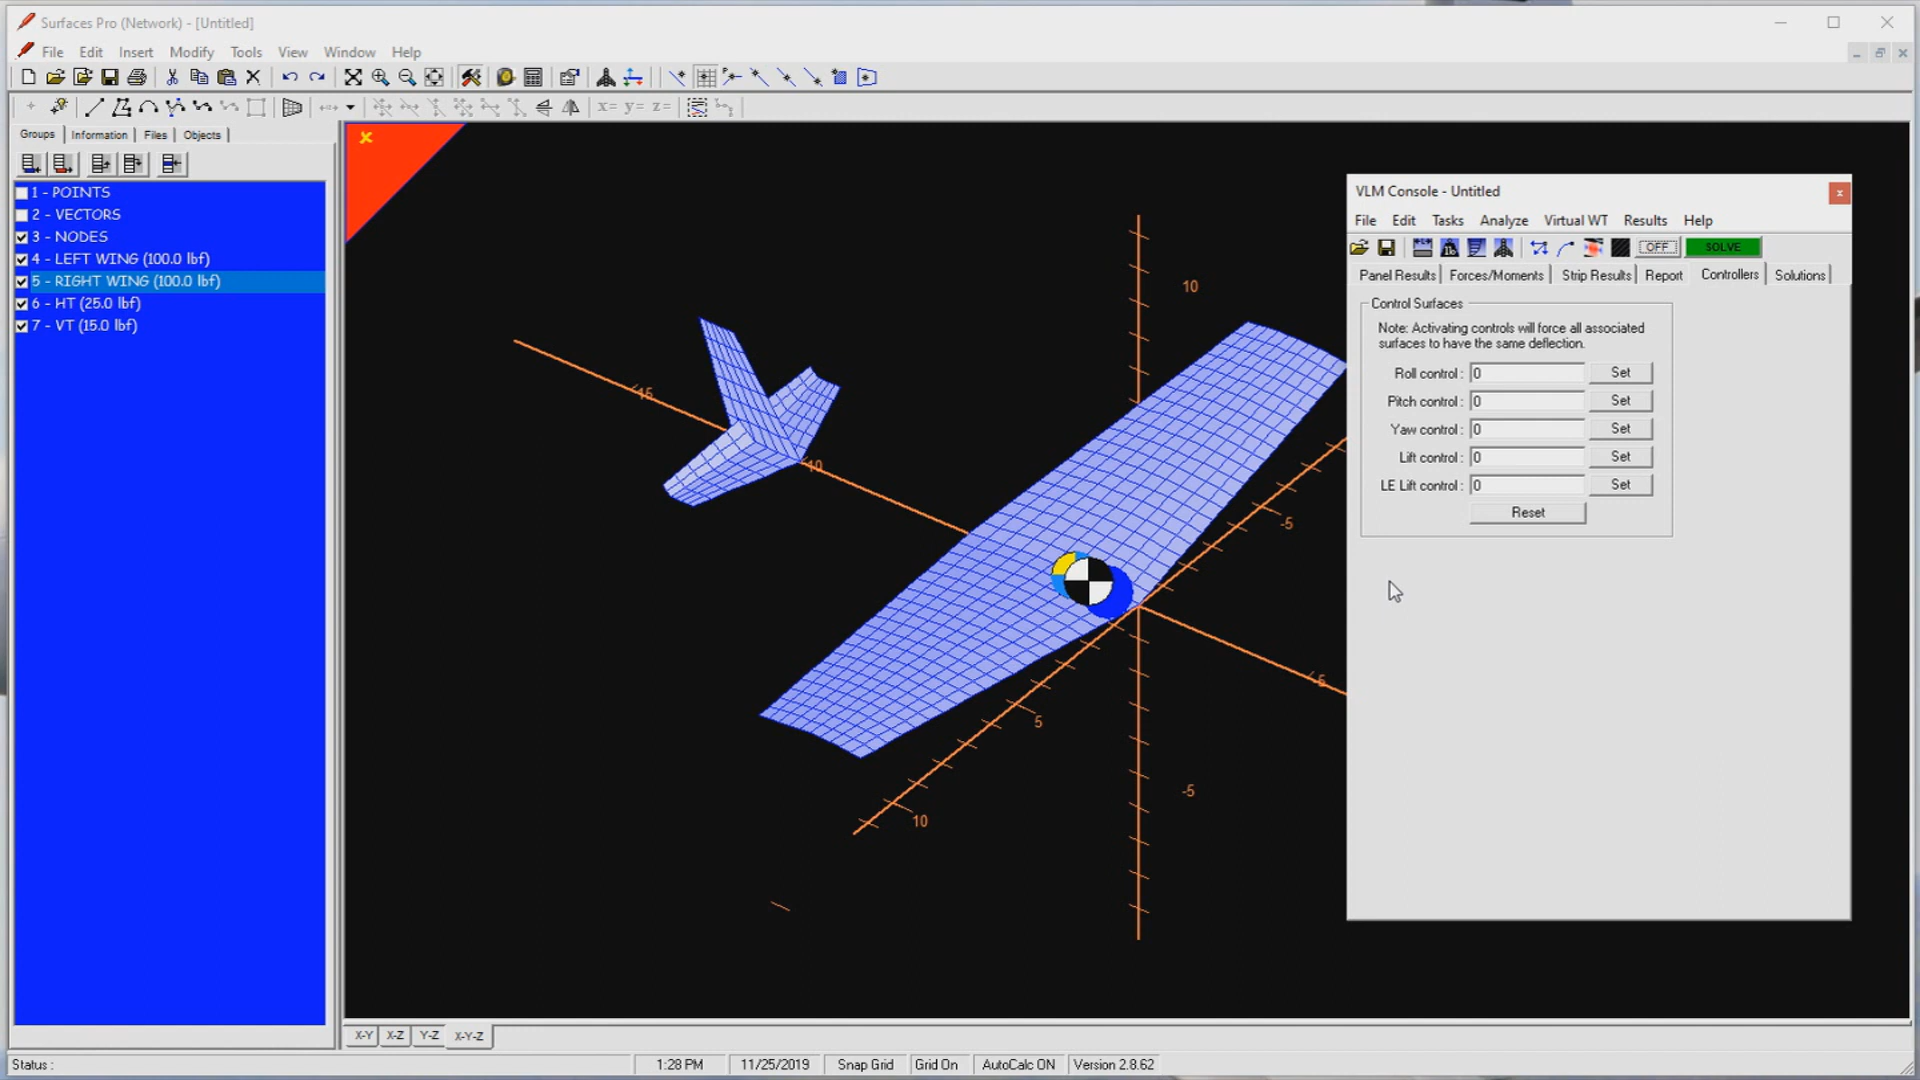 Surfaces Pro (Network) - [Untitled]
File Edit Insert Modify Tools View Window Help
x= y= z=
Groups Information Files Objects
1 - POINTS
2 - VECTORS
3 - NODES
4 - LEFT WING (100.0 lbf)
5 - RIGHT WING (100.0 lbf)
6 - HT (25.0 lbf)
7 - VT (15.0 lbf)
x
10
15
10
-5
5
-5
5
10
-5
VLM Console - Untitled
File Edit Tasks Analyze Virtual WT Results Help
OFF SOLVE
Panel Results Forces/Moments Strip Results Report Controllers Solutions
Control Surfaces
Note: Activating controls will force all associated
surfaces to have the same deflection.
Roll control : 0 Set
Pitch control : 0 Set
Yaw control : 0 Set
Lift control : 0 Set
LE Lift control : 0 Set
Reset
X-Y X-Z Y-Z X-Y-Z
Status : 1:28 PM 11/25/2019 Snap Grid Grid On AutoCalc ON Version 2.8.62